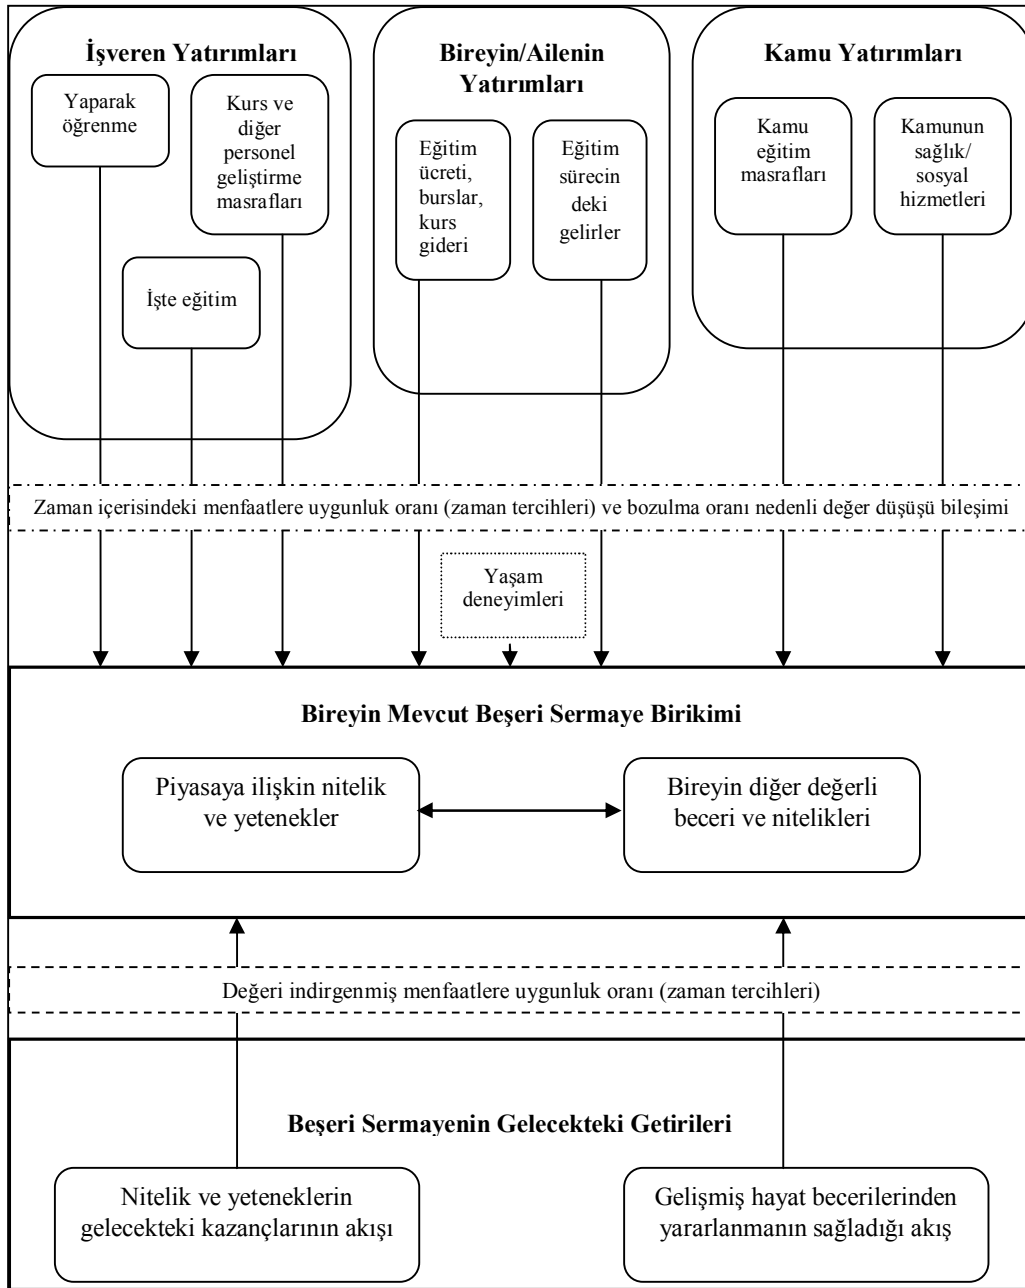 İşveren Yatırımları
Yaparak
öğrenme
Kurs ve
diğer
personel
geliştirme
masrafları
İşte eğitim
Bireyin/Ailenin
Yatırımları
Eğitim
ücreti,
burslar,
kurs
gideri
Eğitim
sürecin
deki
gelirler
Kamu Yatırımları
Kamu
eğitim
masrafları
Kamunun
sağlık/
sosyal
hizmetleri
Zaman içerisindeki menfaatlere uygunluk oranı (zaman tercihleri) ve bozulma oranı nedenli değer düşüşü bileşimi
Yaşam
deneyimleri
Bireyin Mevcut Beşeri Sermaye Birikimi
Piyasaya ilişkin nitelik
ve yetenekler
Bireyin diğer değerli
beceri ve nitelikleri
Değeri indirgenmiş menfaatlere uygunluk oranı (zaman tercihleri)
Beşeri Sermayenin Gelecekteki Getirileri
Nitelik ve yeteneklerin
gelecekteki kazançlarının akışı
Gelişmiş hayat becerilerinden
yararlanmanın sağladığı akış